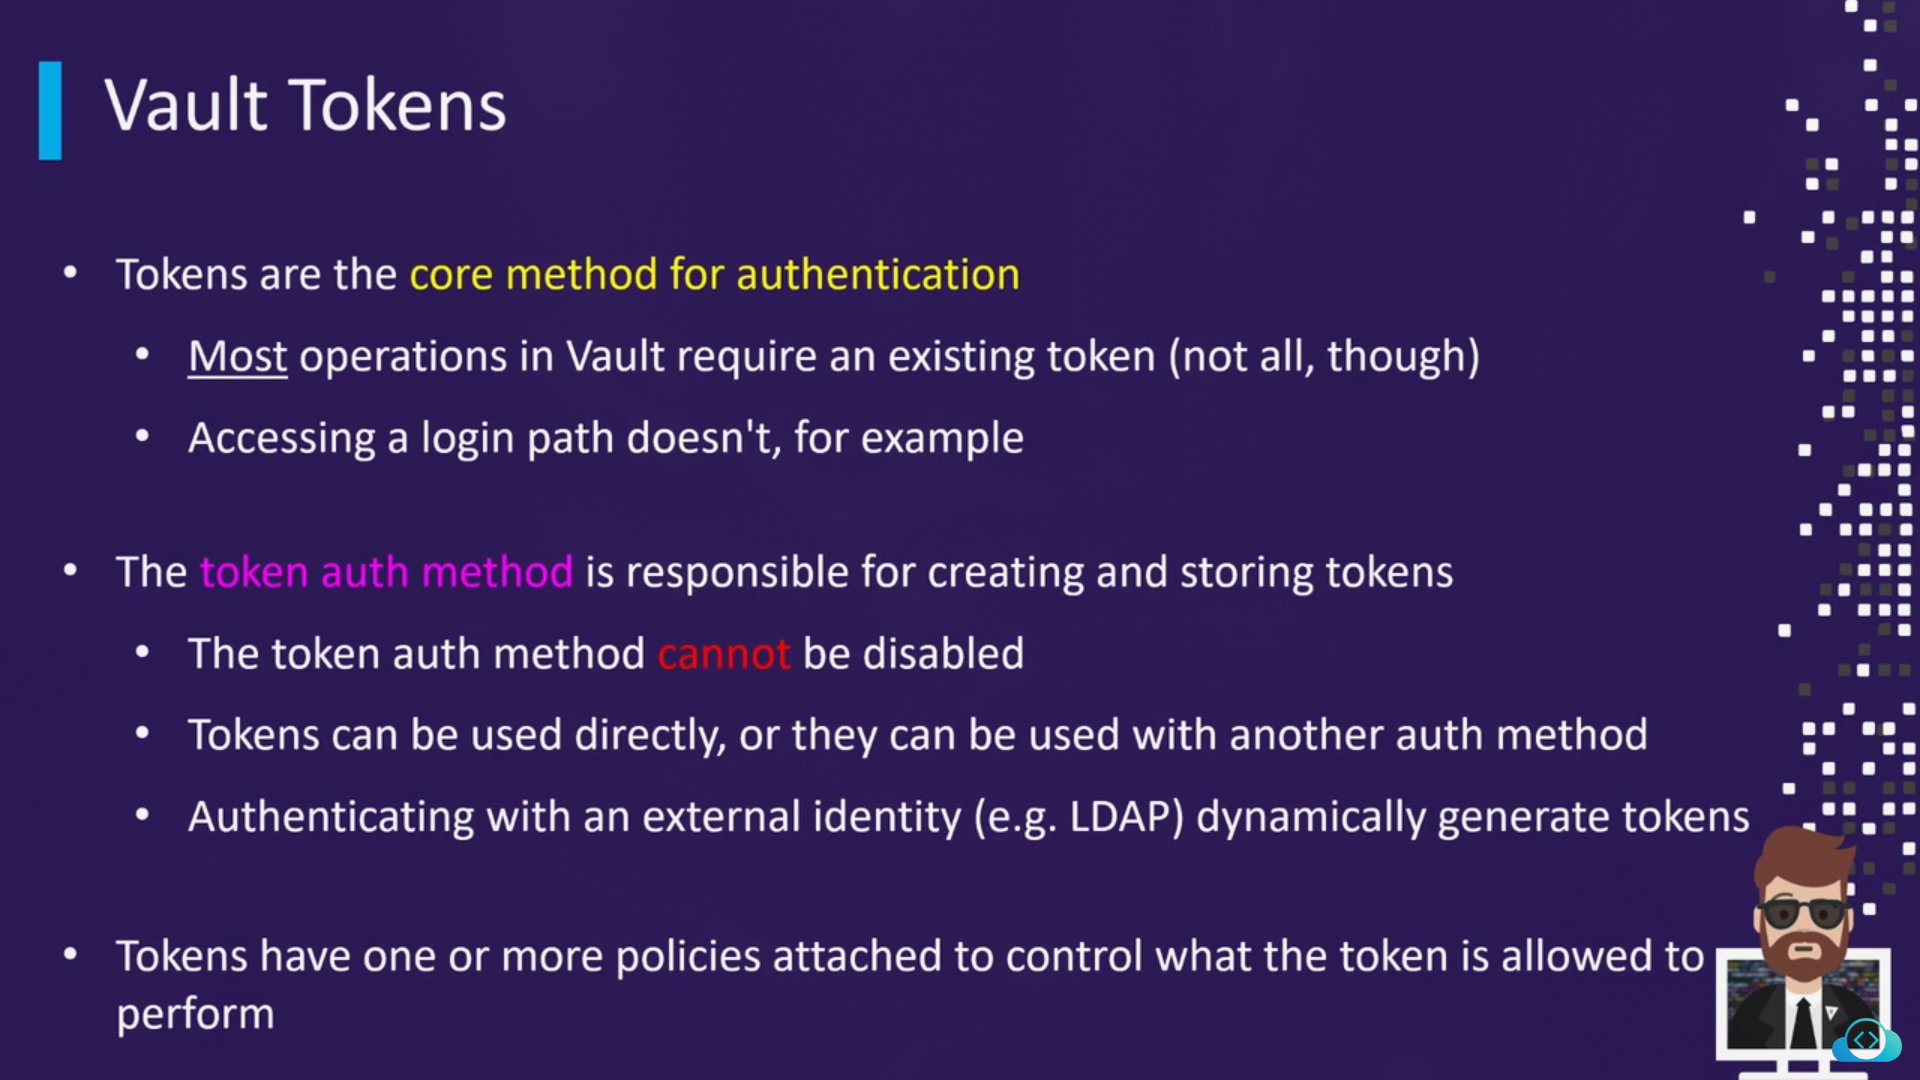 Vault Tokens
• Tokens are the core method for authentication
• Most operations in Vault require an existing token (not all, though)
• Accessing a login path doesn't, for example
• The token auth method is responsible for creating and storing tokens
• The token auth method cannot be disabled
• Tokens can be used directly, or they can be used with another auth method
• Authenticating with an external identity (e.g. LDAP) dynamically generate tokens
• Tokens have one or more policies attached to control what the token is allowed to
perform